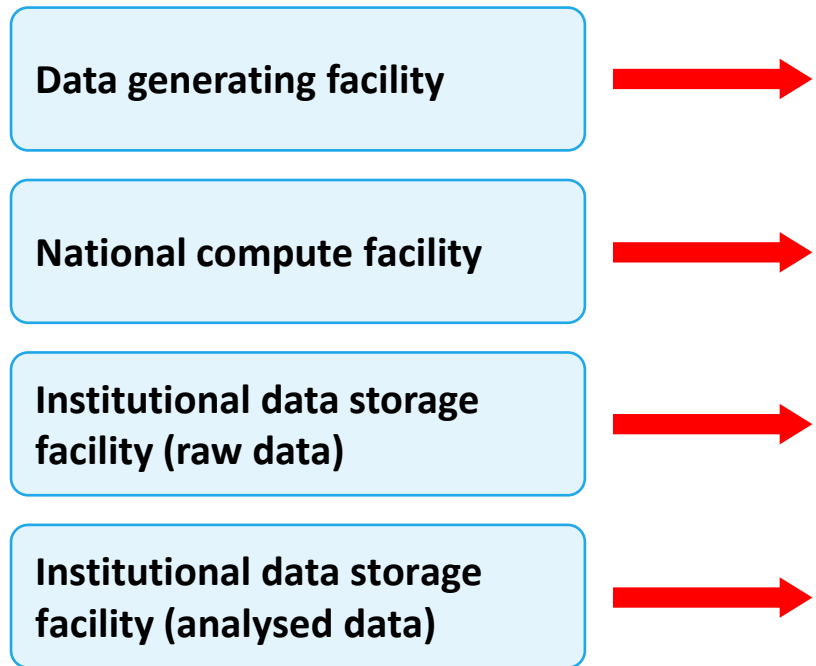 Data generating facility
National compute facility
Institutional data storage
facility (raw data)
Institutional data storage
facility (analysed data)